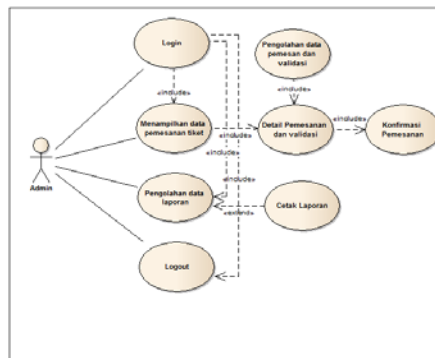 Login
Pengolahan data
pemesan dan
validasi
«include»
«include»
Menampilkan data
pemesanan tiket
«include»
Detail Pemesanan
dan validasi
«include»
Konfirmasi
Pemesanan
«include»
Admin
«include»
Pengolahan data
laporan
«extend»
Cetak Laporan
Logout